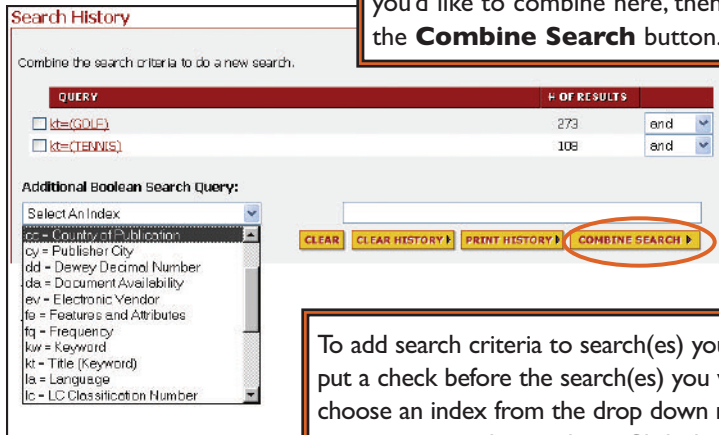 you'd like to combine here, then
the Combine Search button.
Search History
Combine the search criteria to do a new search.
QUERY # OF RESULTS
kt=(GOLF) 273 and
kt=(TENNIS) 108 and
Additional Boolean Search Query:
Select An Index
cc = Country of Publication
cy = Publisher City
dd = Dewey Decimal Number
da = Document Availability
ev = Electronic Vendor
fe = Features and Attributes
fq = Frequency
kw = Keyword
kt = Title (Keyword)
la = Language
lc = LC Classification Number
CLEAR CLEAR HISTORY PRINT HISTORY COMBINE SEARCH
To add search criteria to search(es) you
put a check before the search(es) you
choose an index from the drop down